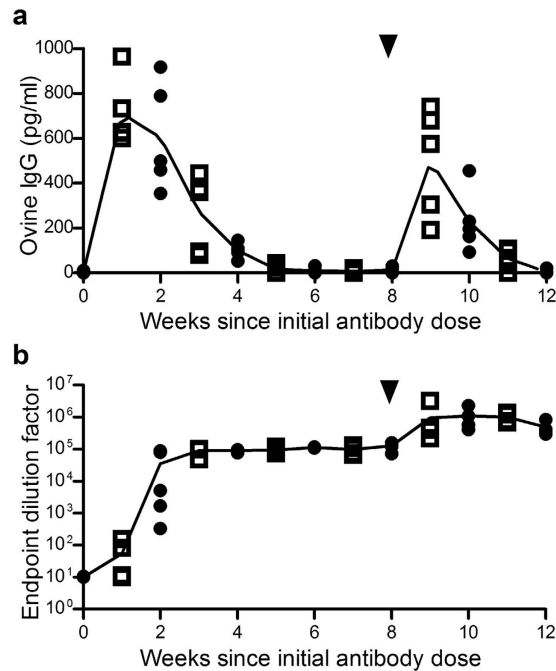 a
1000
800
600
400
200
0
Ovine IgG (pg/ml)
0 2 4 6 8 10 12
Weeks since initial antibody dose
b
10⁷
10⁶
10⁵
10⁴
10³
10²
10¹
10⁰
Endpoint dilution factor
0 2 4 6 8 10 12
Weeks since initial antibody dose